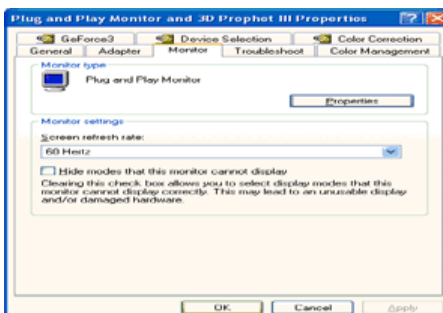 Plug and Play Monitor and 3D Prophet III Properties
GeForce3 Device Selection Color Correction
General Adapter Monitor Troubleshoot Color Management
Monitor type
Plug and Play Monitor
Properties
Monitor settings
Screen refresh rate:
60 Hertz
Hide modes that this monitor cannot display
Clearing this check box allows you to select display modes that this
monitor cannot display correctly. This may lead to an unusable display
and/or damaged hardware.
OK Cancel Apply